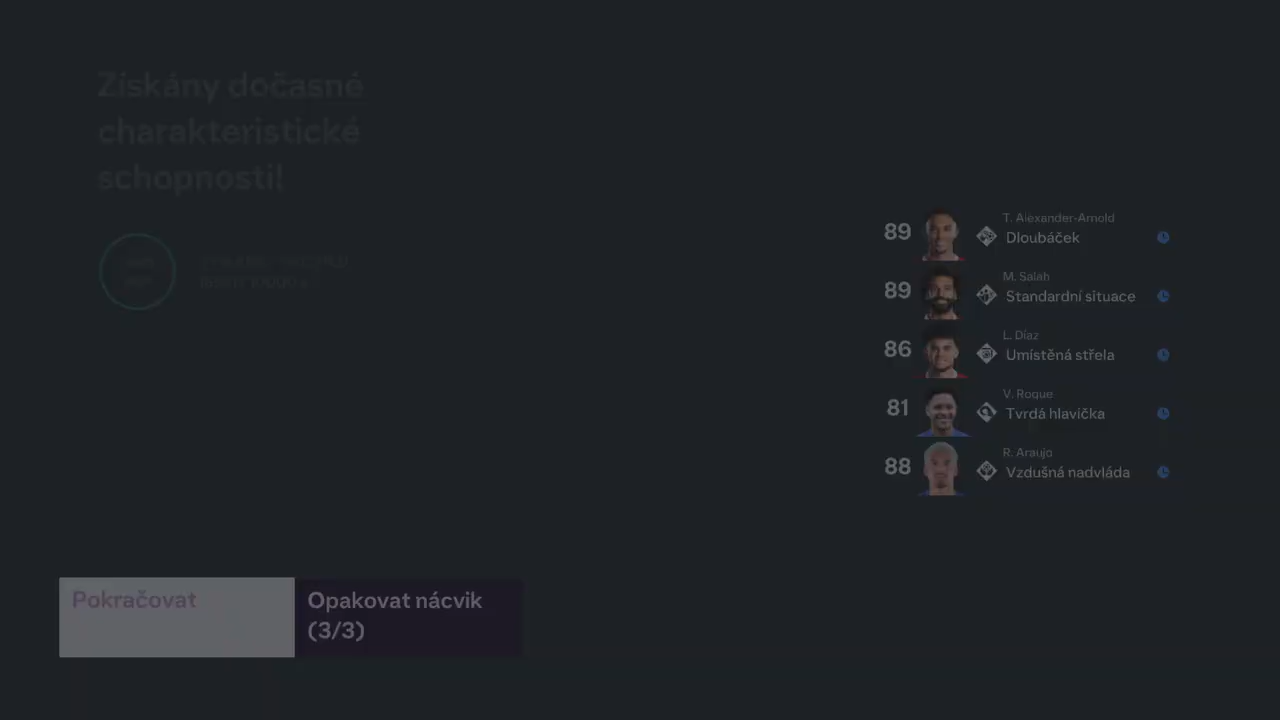 Získány dočasné
charakteristické
schopnosti!
89
T. Alexander-Arnold
Dloubáček
89
M. Salah
Standardní situace
86
L. Díaz
Umístěná střela
81
V. Roque
Tvrdá hlavička
88
R. Araujo
Vzdušná nadvláda
Pokračovat
Opakovat nácvik
(3/3)